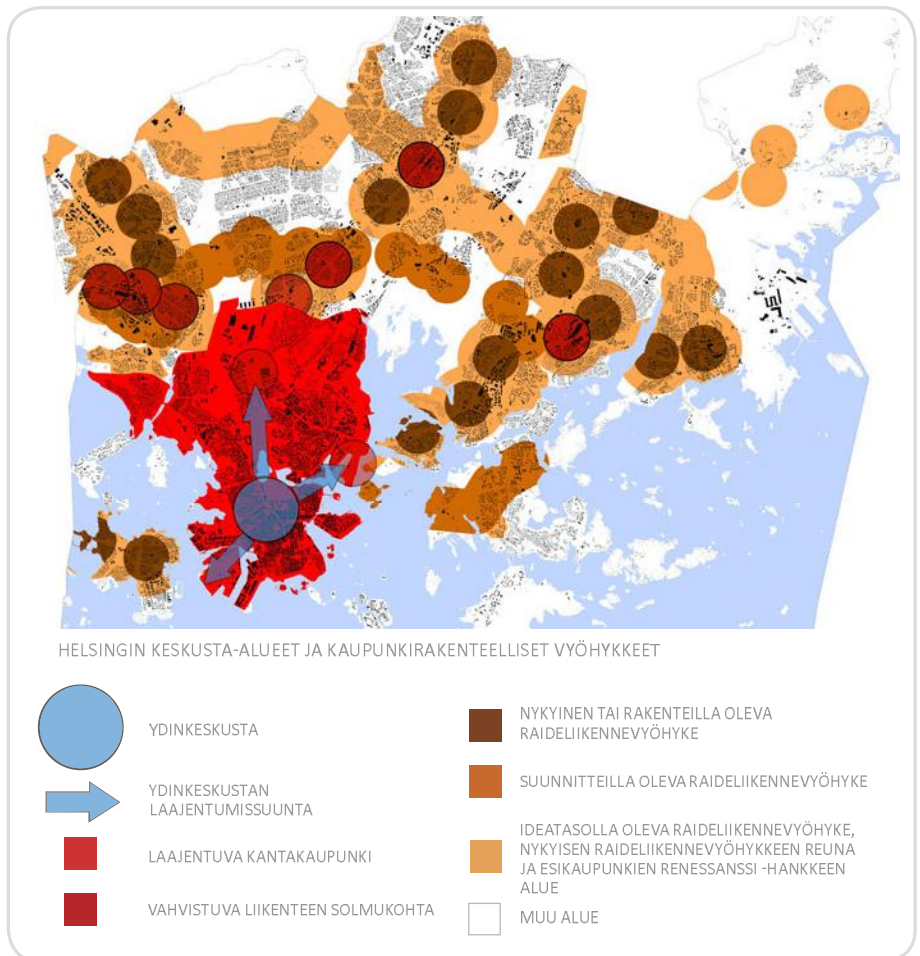 HELSINGIN KESKUSTA-ALUEET JA KAUPUNKIRAKENTEELLISET VYÖHYKKEET
YDINKESKUSTA
YDINKESKUSTAN
LAAJENTUMISSUUNTA
LAAJENTUVA KANTAKAUPUNKI
VAHVISTUVA LIIKENTEEN SOLMUKOHTA
NYKYINEN TAI RAKENTEILLA OLEVA
RAIDELIIKENNEVYÖHYKE
SUUNNITTEILLA OLEVA RAIDELIIKENNEVYÖHYKE
IDEATASOLLA OLEVA RAIDELIIKENNEVYÖHYKE,
NYKYISEN RAIDELIIKENNEVYÖHYKKEEN REUNA
JA ESIKAUPUNKIEN RENESSANSSI -HANKKEEN
ALUE
MUU ALUE